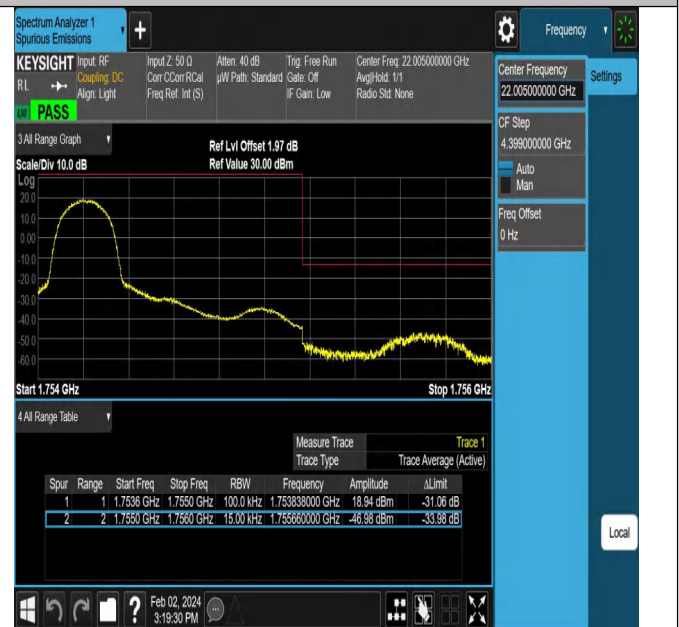 Spectrum Analyzer 1
Spurious Emissions
+
Frequency
KEYSIGHT
RL
Align: Light
Input: RF
Coupling: DC
Input Z: 50 Ω
Corr CCorr RCal
Freq Ref: Int (S)
Atten: 40 dB
µW Path: Standard
Trig: Free Run
Gate: Off
IF Gain: Low
Center Freq: 22.005000000 GHz
Avg|Hold: 1/1
Radio Std: None
PASS
Center Frequency
22.005000000 GHz
Settings
CF Step
4.399000000 GHz
Auto
Man
Freq Offset
0 Hz
3 All Range Graph
Scale/Div 10.0 dB
Ref Lvl Offset 1.97 dB
Ref Value 30.00 dBm
Log
20.0
10.0
0.00
-10.0
-20.0
-30.0
-40.0
-50.0
-60.0
Start 1.754 GHz
Stop 1.756 GHz
4 All Range Table
Measure Trace Trace 1
Trace Type Trace Average (Active)
Spur Range Start Freq Stop Freq RBW Frequency Amplitude ΔLimit
1 1 1.7536 GHz 1.7550 GHz 100.0 kHz 1.753838000 GHz 18.94 dBm -31.06 dB
2 2 1.7550 GHz 1.7560 GHz 15.00 kHz 1.755660000 GHz -46.98 dBm -33.98 dB
Local
?
Feb 02, 2024
3:19:30 PM